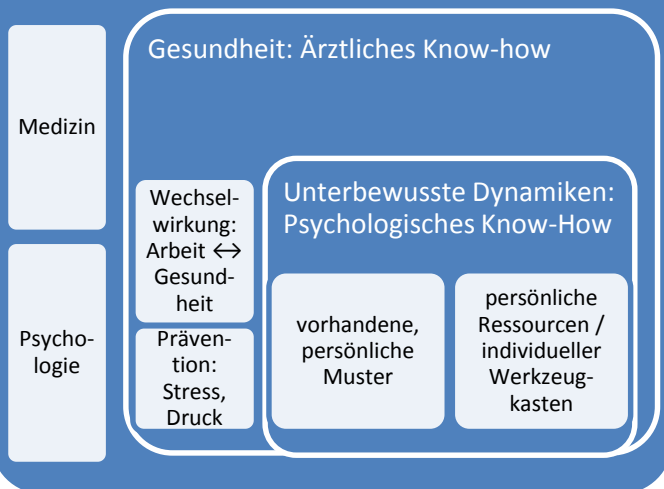 Gesundheit: Ärztliches Know-how
Medizin
Wechsel-
wirkung:
Arbeit ↔
Gesund-
heit
Unterbewusste Dynamiken:
Psychologisches Know-How
Psycho-
logie
Präven-
tion:
Stress,
Druck
vorhandene,
persönliche
Muster
persönliche
Ressourcen /
individueller
Werkzeug-
kasten